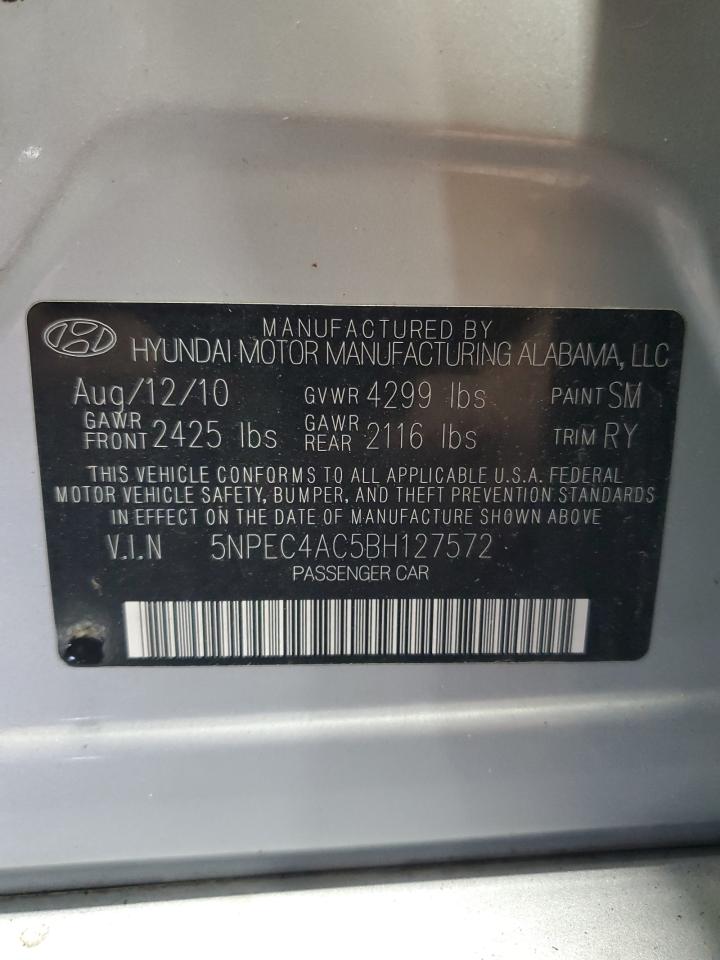 MANUFACTURED BY
HYUNDAI MOTOR MANUFACTURING ALABAMA, LLC
Aug/12/10 GVWR 4299 lbs PAINT SM
GAWR FRONT 2425 lbs GAWR REAR 2116 lbs TRIM RY
THIS VEHICLE CONFORMS TO ALL APPLICABLE U.S.A. FEDERAL
MOTOR VEHICLE SAFETY, BUMPER, AND THEFT PREVENTION STANDARDS
IN EFFECT ON THE DATE OF MANUFACTURE SHOWN ABOVE
V.I.N 5NPEC4AC5BH127572
PASSENGER CAR